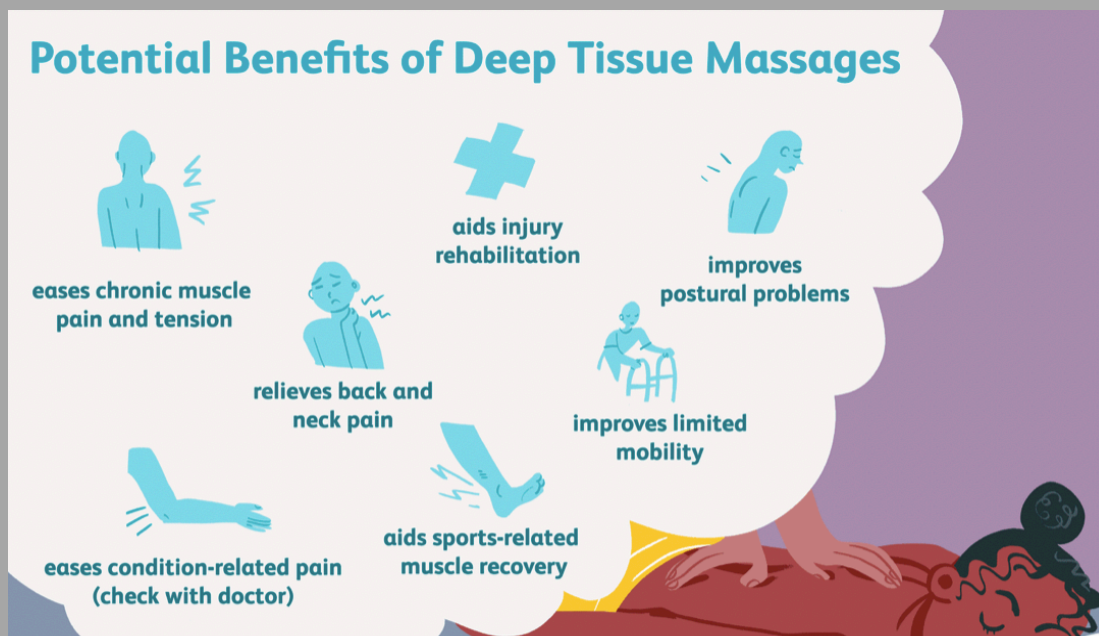 Potential Benefits of Deep Tissue Massages
eases chronic muscle
pain and tension
aids injury
rehabilitation
improves
postural problems
relieves back and
neck pain
improves limited
mobility
eases condition-related pain
(check with doctor)
aids sports-related
muscle recovery